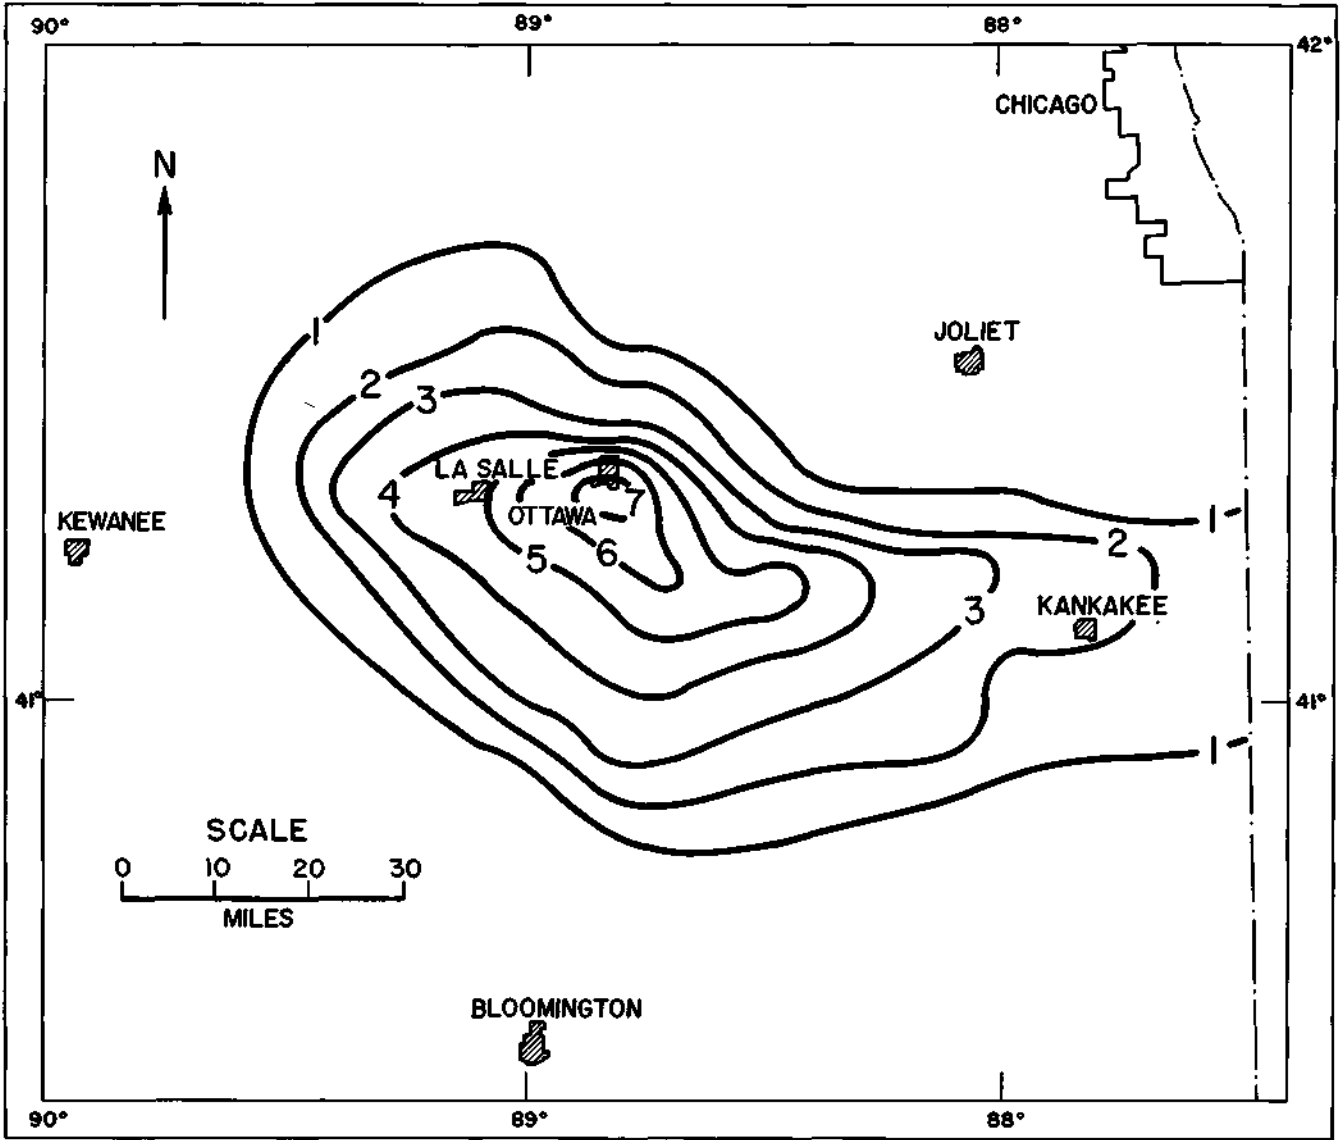 90° 89° 88°
42°
CHICAGO
N
JOLIET
1
2
3
LA SALLE
4
7
OTTAWA
KEWANEE
1
2
6
5
KANKAKEE
3
41° 41°
1
SCALE
0 10 20 30
MILES
BLOOMINGTON
90° 89° 88°